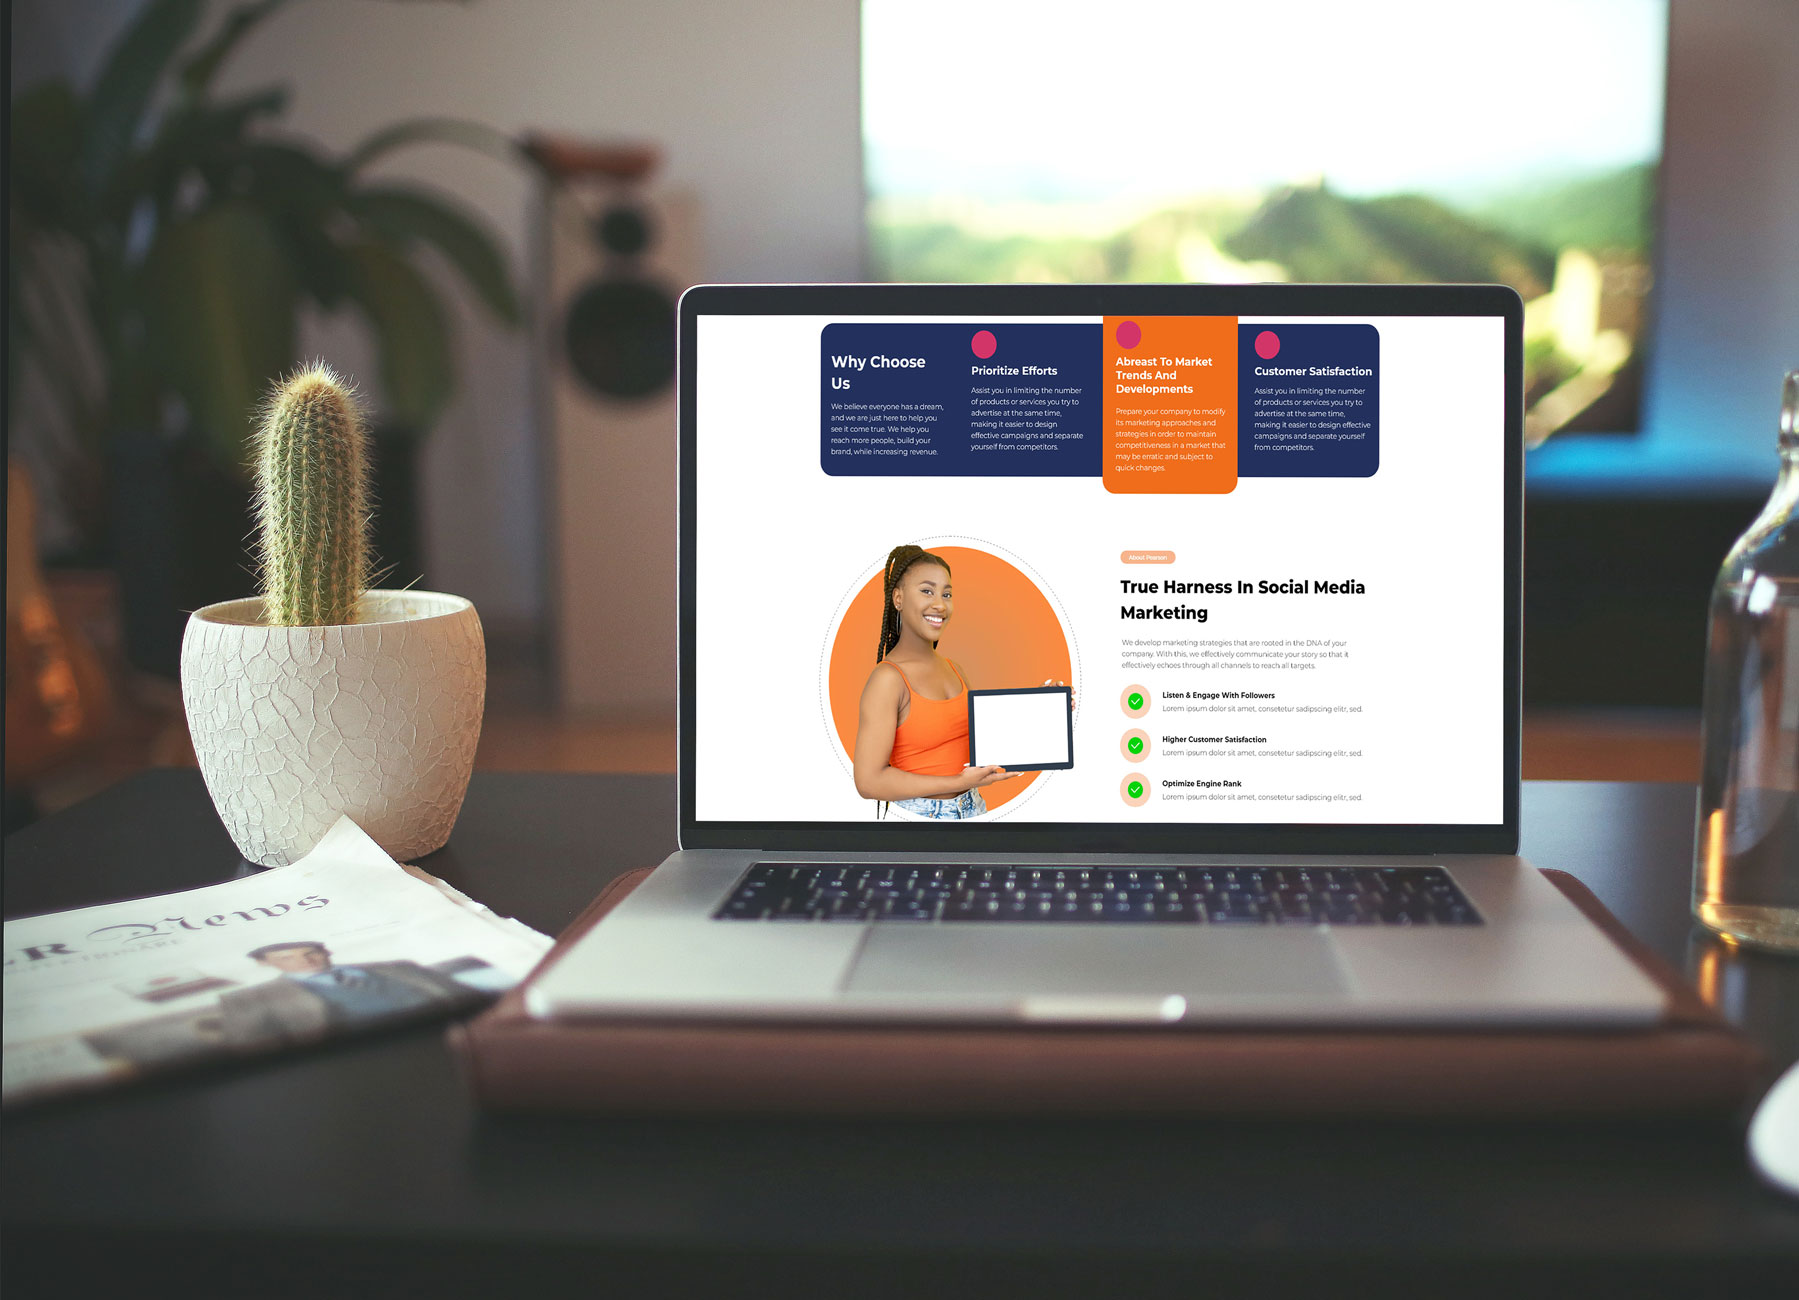 Why Choose
Us
We believe everyone has a dream,
and we are just here to help you
see it come true. We help you
reach more people, build your
brand, while increasing revenue.
Prioritize Efforts
Assist you in limiting the number
of products or services you try to
advertise at the same time,
making it easier to design
effective campaigns and separate
yourself from competitors.
Abreast To Market
Trends And
Developments
Prepare your company to modify
its marketing approaches and
strategies in order to maintain
competitiveness in a market that
may be erratic and subject to
quick changes.
Customer Satisfaction
Assist you in limiting the number
of products or services you try to
advertise at the same time,
making it easier to design effective
campaigns and separate yourself
from competitors.
About Pearson
True Harness In Social Media
Marketing
We develop marketing strategies that are rooted in the DNA of your
company. With this, we effectively communicate your story so that it
effectively echoes through all channels to reach all targets.
Listen & Engage With Followers
Lorem ipsum dolor sit amet, consetetur sadipscing elitr, sed.
Higher Customer Satisfaction
Lorem ipsum dolor sit amet, consetetur sadipscing elitr, sed.
Optimize Engine Rank
Lorem ipsum dolor sit amet, consetetur sadipscing elitr, sed.
News